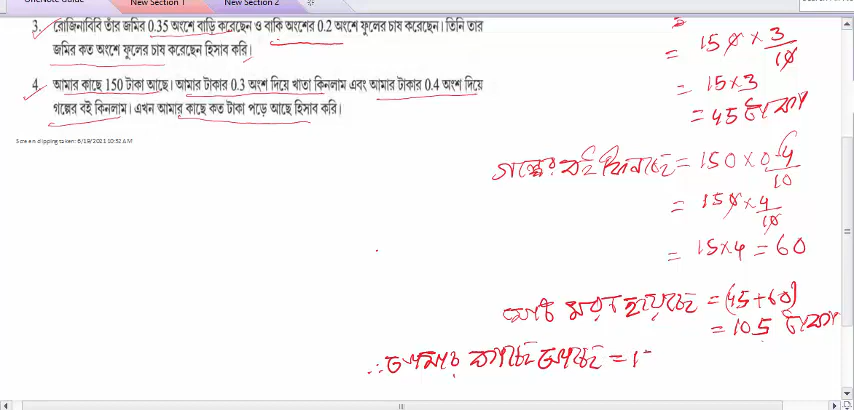 OneNote Guide New Section 1 New Section 2
3. রোজিনাবিবি তাঁর জমির 0.35 অংশে বাড়ি করেছেন ও বাকি অংশের 0.2 অংশে ফুলের চাষ করেছেন। তিনি তার
জমির কত অংশে ফুলের চাষ করেছেন হিসাব করি।
4. আমার কাছে 150 টাকা আছে। আমার টাকার 0.3 অংশ দিয়ে খাতা কিনলাম এবং আমার টাকার 0.4 অংশ দিয়ে
গল্পের বই কিনলাম। এখন আমার কাছে কত টাকা পড়ে আছে হিসাব করি।
Screen clipping taken: 6/19/2021 10:32 AM
= 150 × 3/10
= 15×3
= 45 টাকার
গল্পের বই কিনেছে = 150 × 4/10
= 150 × 4/10
= 15×4 = 60
মোট খরচ হয়েছে = (45+60)
= 105 টাকার
∴ আমার কাছে আছে = 1